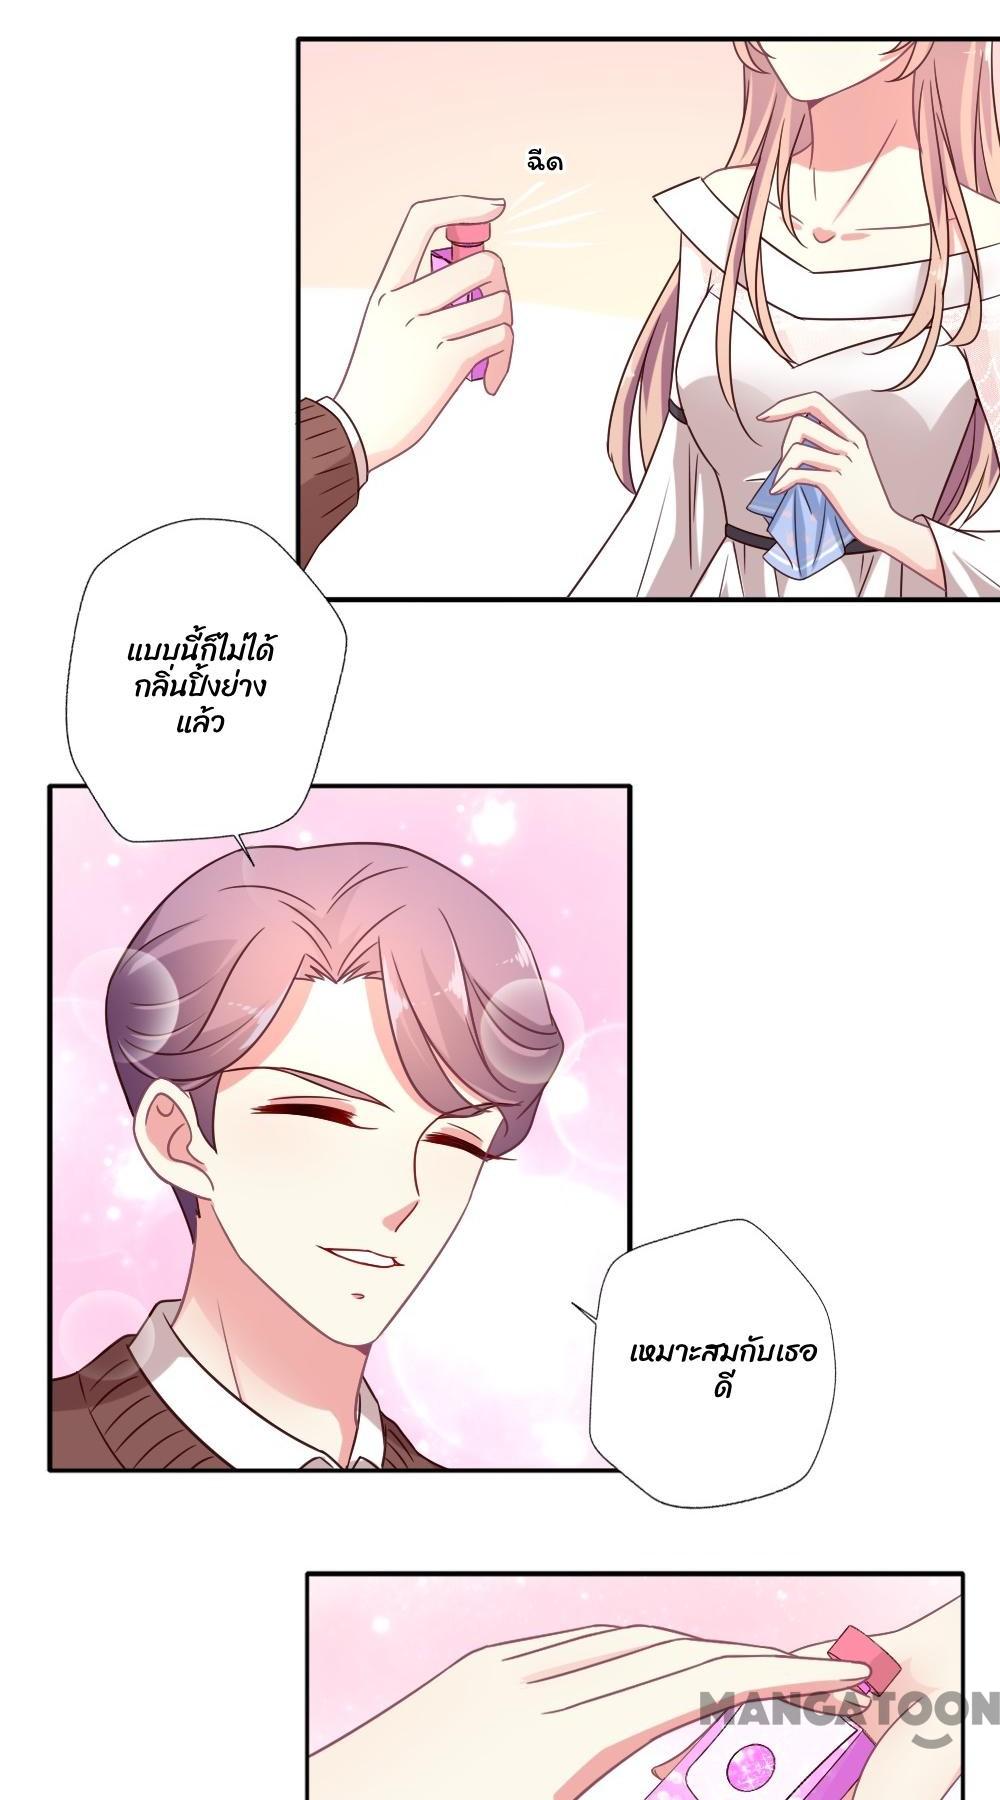 ฉีด
แบบนี้ก็ไม่ได้
กลิ่นปิ้งย่าง
แล้ว
เหมาะสมกับเธอ
ดี
MANGATOON